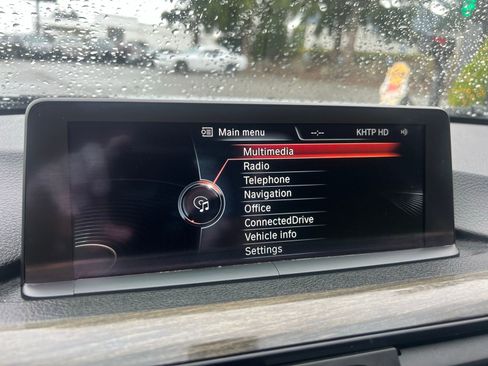 Main menu --:-- KHTP HD
Multimedia
Radio
Telephone
Navigation
Office
ConnectedDrive
Vehicle info
Settings